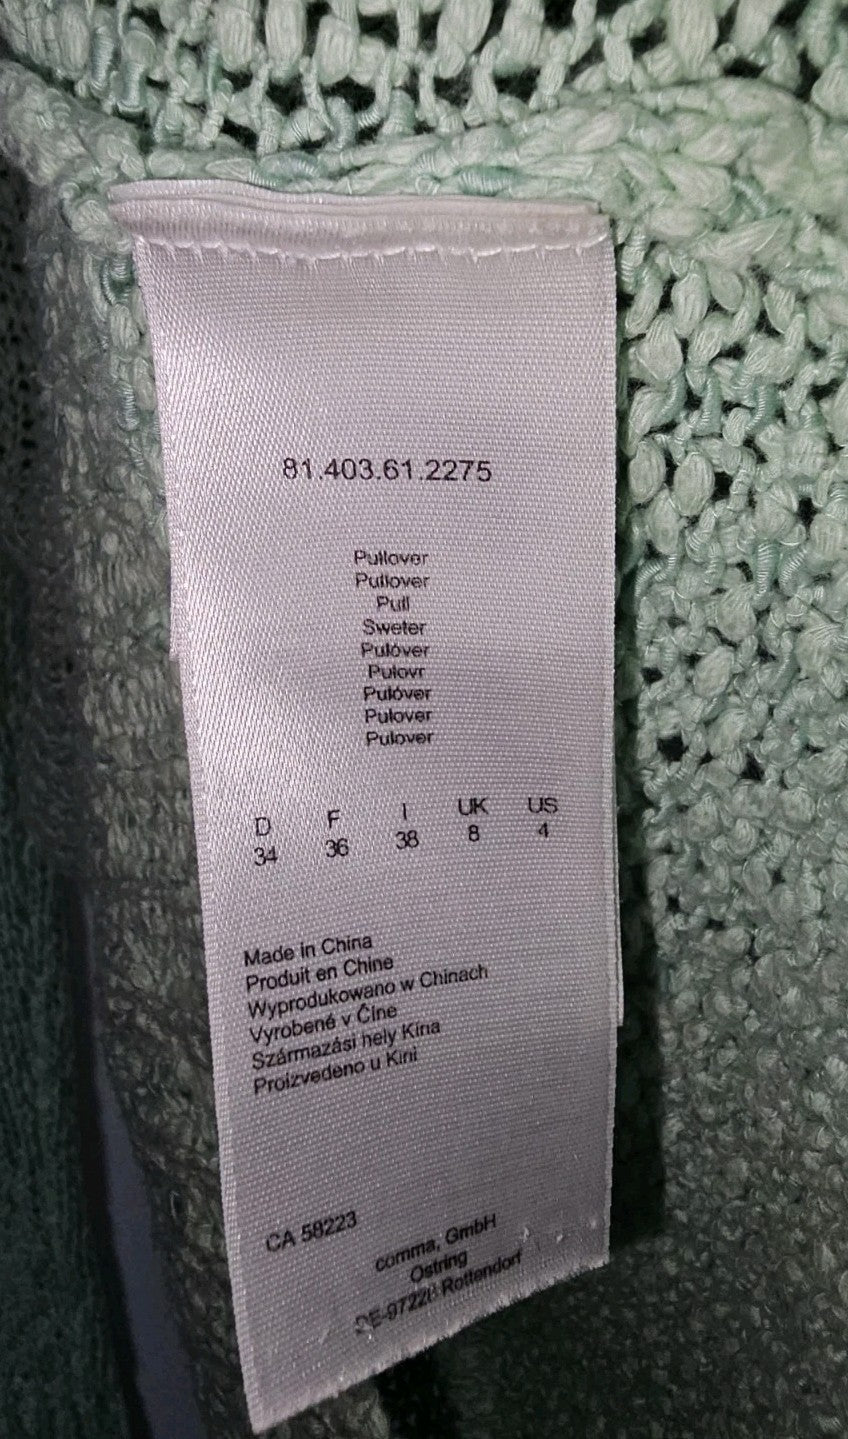 81.403.61.2275
Pullover
Pullover
Pull
Sweter
Pulóver
Pulovr
Pulóver
Pulover
Pulover
D F I UK US
34 36 38 8 4
Made in China
Produit en Chine
Wyprodukowano w Chinach
Vyrobené v Číne
Származási hely Kína
Proizvedeno u Kini
CA 58223
comma, GmbH
Ostring
Rottendorf